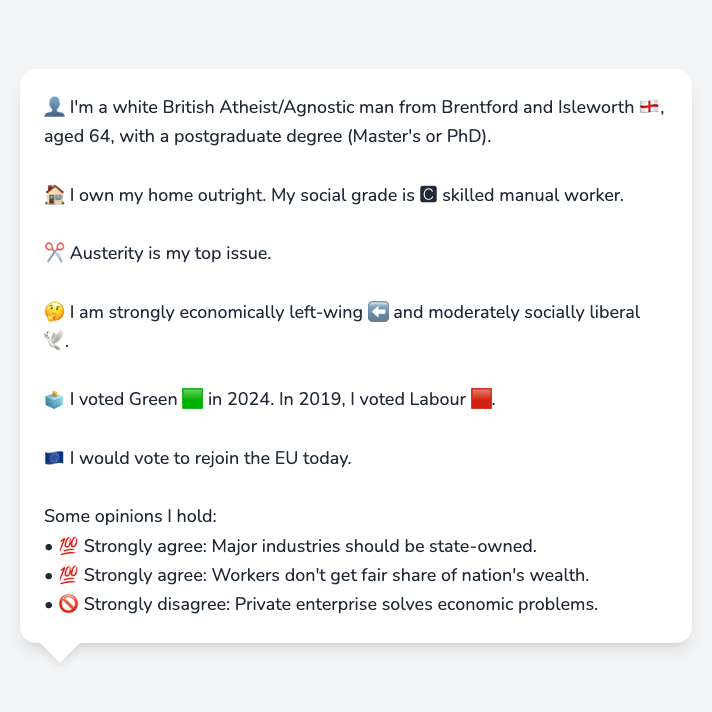 👤 I'm a white British Atheist/Agnostic man from Brentford and Isleworth 🏴󠁧󠁢󠁥󠁮󠁧󠁿,
aged 64, with a postgraduate degree (Master's or PhD).
🏠 I own my home outright. My social grade is 🅲 skilled manual worker.
✂️ Austerity is my top issue.
🤔 I am strongly economically left-wing ⬅️ and moderately socially liberal
🕊️.
🗳️ I voted Green 🟩 in 2024. In 2019, I voted Labour 🟥.
🇪🇺 I would vote to rejoin the EU today.
Some opinions I hold:
• 💯 Strongly agree: Major industries should be state-owned.
• 💯 Strongly agree: Workers don't get fair share of nation's wealth.
• 🚫 Strongly disagree: Private enterprise solves economic problems.